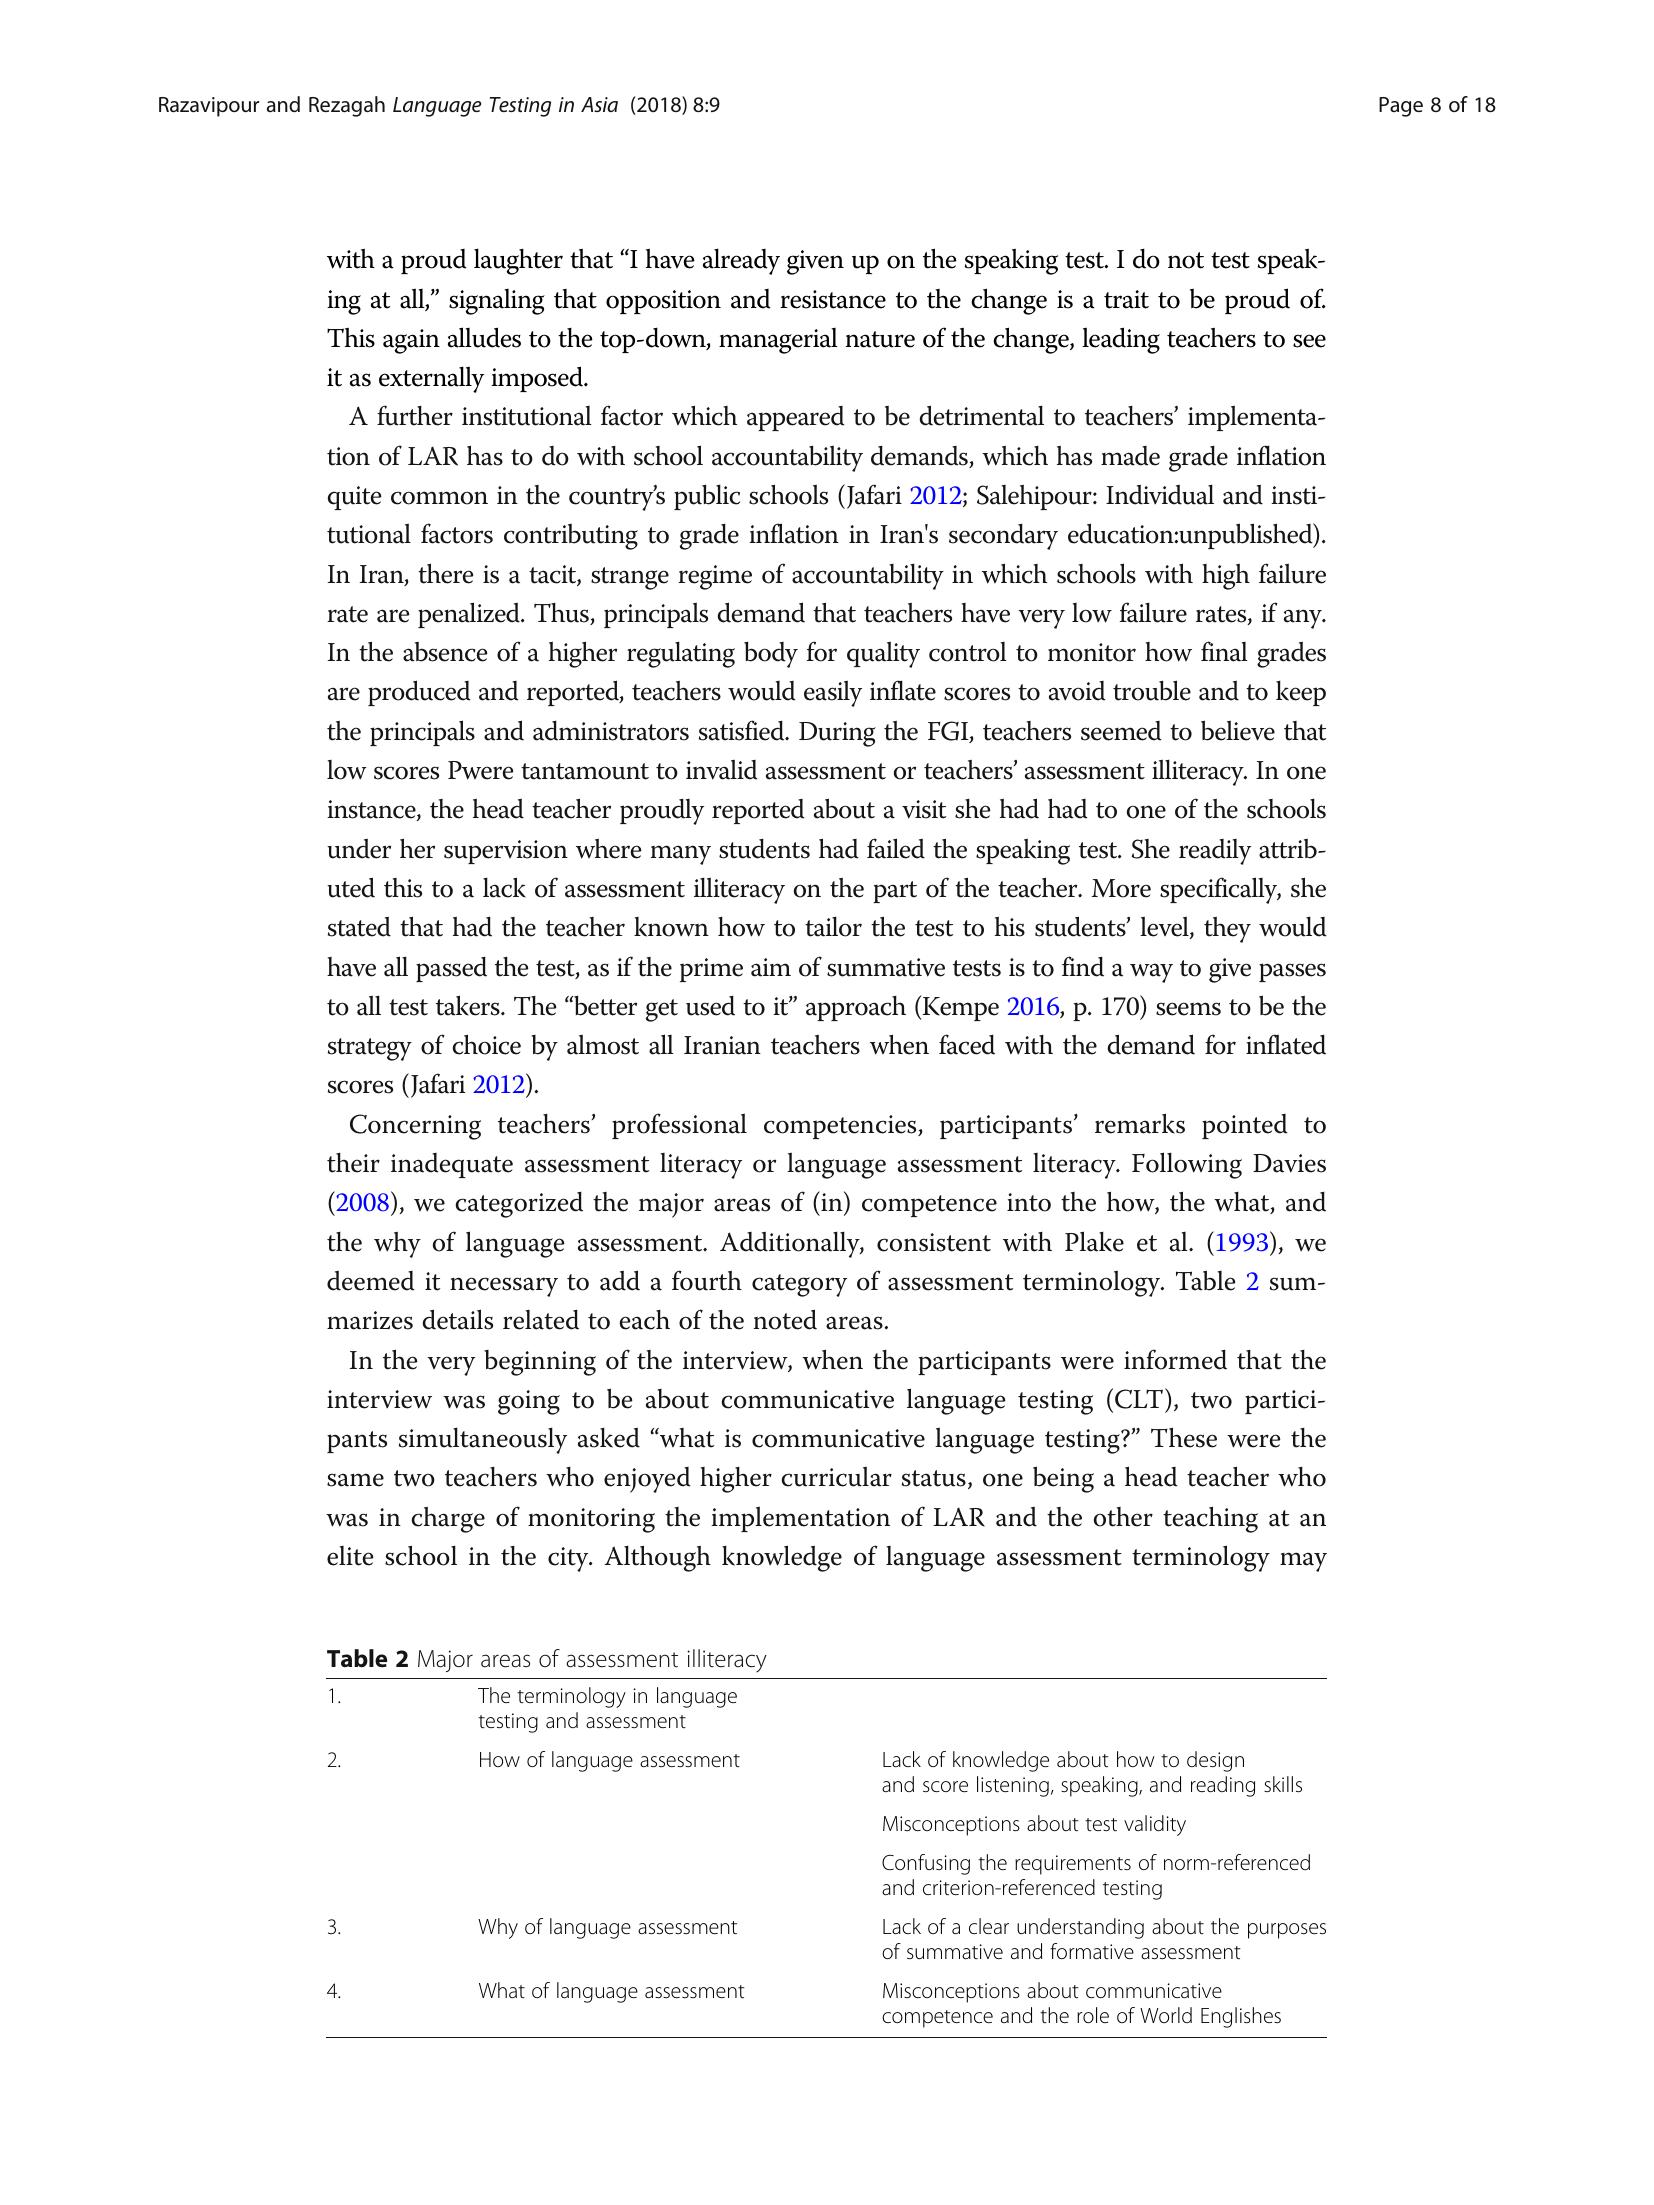 Razavipour and Rezagah Language Testing in Asia (2018) 8:9
Page 8 of 18
with a proud laughter that “I have already given up on the speaking test. I do not test speak-
ing at all,” signaling that opposition and resistance to the change is a trait to be proud of.
This again alludes to the top-down, managerial nature of the change, leading teachers to see
it as externally imposed.
A further institutional factor which appeared to be detrimental to teachers’ implementa-
tion of LAR has to do with school accountability demands, which has made grade inflation
quite common in the country’s public schools (Jafari 2012; Salehipour: Individual and insti-
tutional factors contributing to grade inflation in Iran's secondary education:unpublished).
In Iran, there is a tacit, strange regime of accountability in which schools with high failure
rate are penalized. Thus, principals demand that teachers have very low failure rates, if any.
In the absence of a higher regulating body for quality control to monitor how final grades
are produced and reported, teachers would easily inflate scores to avoid trouble and to keep
the principals and administrators satisfied. During the FGI, teachers seemed to believe that
low scores Pwere tantamount to invalid assessment or teachers’ assessment illiteracy. In one
instance, the head teacher proudly reported about a visit she had had to one of the schools
under her supervision where many students had failed the speaking test. She readily attrib-
uted this to a lack of assessment illiteracy on the part of the teacher. More specifically, she
stated that had the teacher known how to tailor the test to his students’ level, they would
have all passed the test, as if the prime aim of summative tests is to find a way to give passes
to all test takers. The “better get used to it” approach (Kempe 2016, p. 170) seems to be the
strategy of choice by almost all Iranian teachers when faced with the demand for inflated
scores (Jafari 2012).
Concerning teachers’ professional competencies, participants’ remarks pointed to
their inadequate assessment literacy or language assessment literacy. Following Davies
(2008), we categorized the major areas of (in) competence into the how, the what, and
the why of language assessment. Additionally, consistent with Plake et al. (1993), we
deemed it necessary to add a fourth category of assessment terminology. Table 2 sum-
marizes details related to each of the noted areas.
In the very beginning of the interview, when the participants were informed that the
interview was going to be about communicative language testing (CLT), two partici-
pants simultaneously asked “what is communicative language testing?” These were the
same two teachers who enjoyed higher curricular status, one being a head teacher who
was in charge of monitoring the implementation of LAR and the other teaching at an
elite school in the city. Although knowledge of language assessment terminology may
Table 2 Major areas of assessment illiteracy
1.
The terminology in language
testing and assessment
2.
How of language assessment
Lack of knowledge about how to design
and score listening, speaking, and reading skills
Misconceptions about test validity
Confusing the requirements of norm-referenced
and criterion-referenced testing
3.
Why of language assessment
Lack of a clear understanding about the purposes
of summative and formative assessment
4.
What of language assessment
Misconceptions about communicative
competence and the role of World Englishes